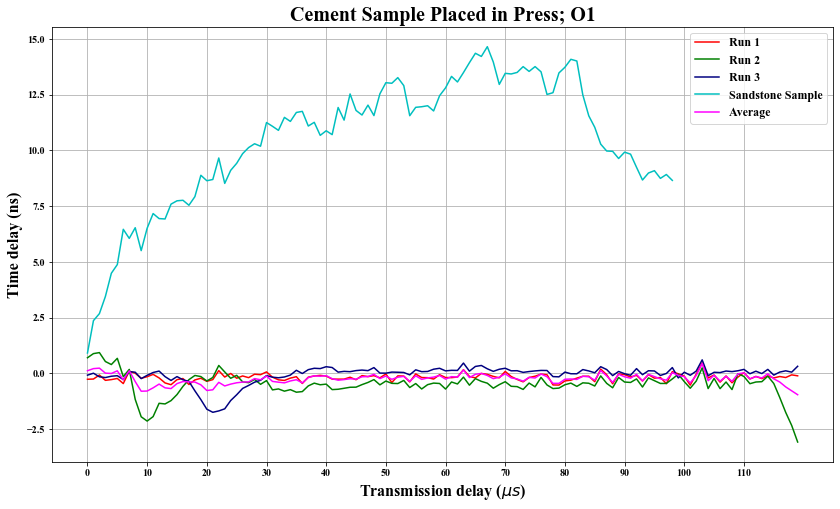 Cement Sample Placed in Press; O1
15.0
12.5
10.0
7.5
5.0
2.5
0.0
−2.5
Time delay (ns)
Run 1
Run 2
Run 3
Sandstone Sample
Average
0 10 20 30 40 50 60 70 80 90 100 110
Transmission delay (μs)